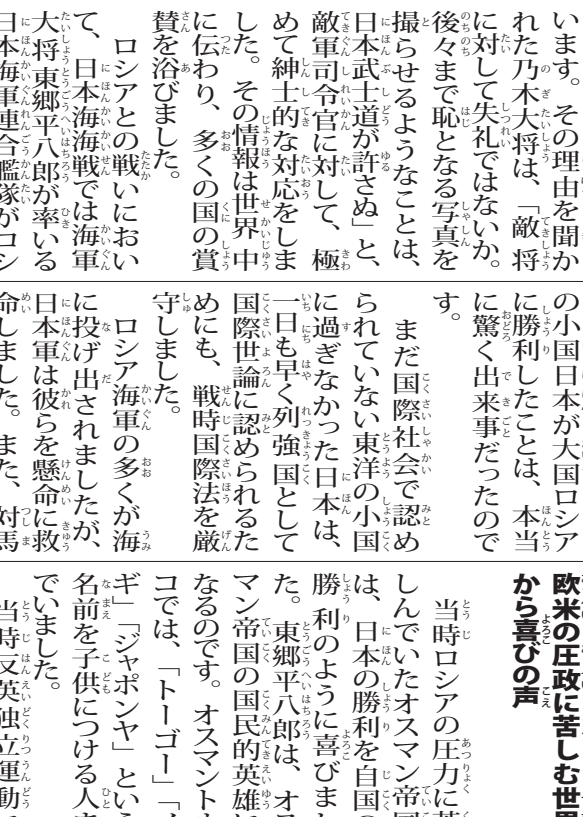 います。その理由を聞か
れた乃木大将は、「敵将
に対して失礼ではないか。
後々まで恥となる写真を
撮らせるようなことは、
日本武士道が許さぬ」と、
敵軍司令官に対して、極
めて紳士的な対応をしま
した。その情報は世界中
に伝わり、多くの国の賞
賛を浴びました。
ロシアとの戦いにおい
て、日本海海戦では海軍
大将東郷平八郎が率いる
日本海軍連合艦隊がロシ
の小国日本が大国ロシア
に勝利したことは、本当
に驚く出来事だったので
す。
まだ国際社会で認め
られていない東洋の小国
に過ぎなかった日本は、
一日も早く列強国として
国際世論に認められるた
めにも、戦時国際法を厳
守しました。
ロシア海軍の多くが海
に投げ出されましたが、
日本軍は彼らを懸命に救
命しました。また、対馬
欧米の圧政に苦しむ世界
から喜びの声
当時ロシアの圧力に苦
しんでいたオスマン帝国
は、日本の勝利を自国の
勝利のように喜びま
た。東郷平八郎は、オス
マン帝国の国民的英雄に
なるのです。オスマント
コでは、「トーゴー」「
ギ」「ジャポンヤ」という
名前を子供につける人
でいました。
当時反英独立運動